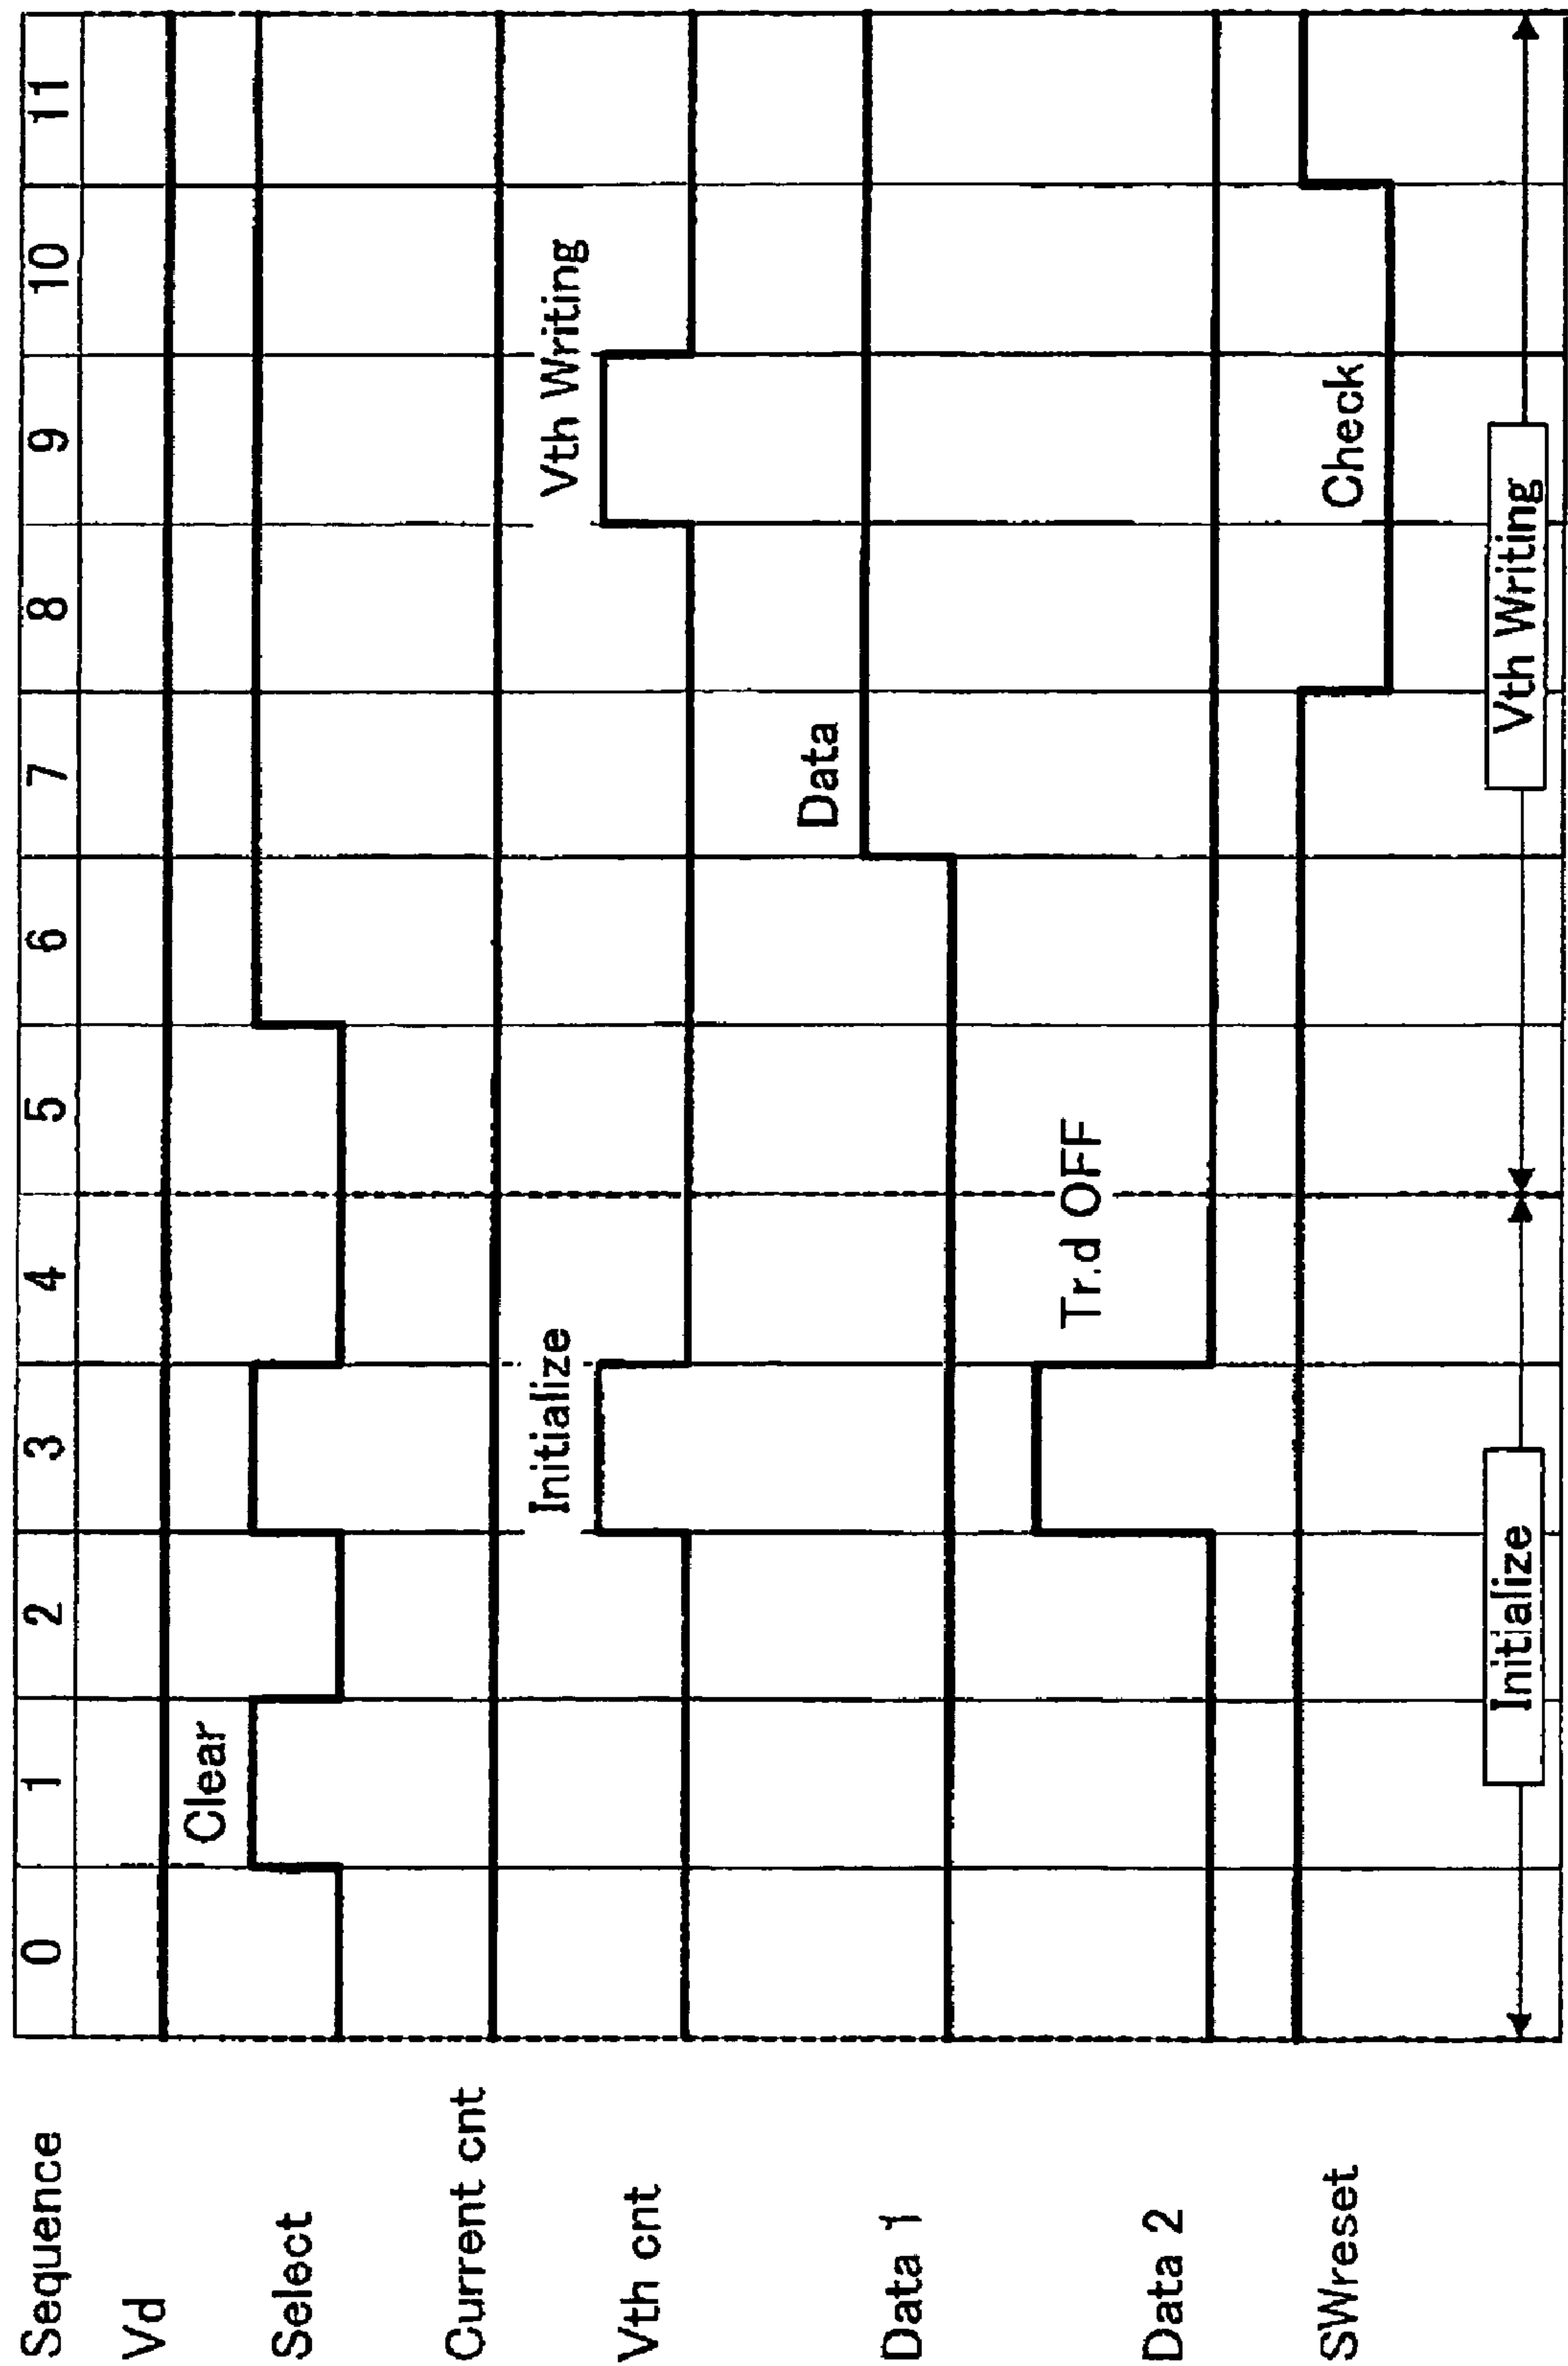 Sequence 0 1 2 3 4 5 6 7 8 9 10 11
Vd
Clear
Select
Current cnt
Initialize
Vth Writing
Vth cnt
Data
Data 1
Tr.d OFF
Data 2
Check
SWreset
Initialize
Vth Writing